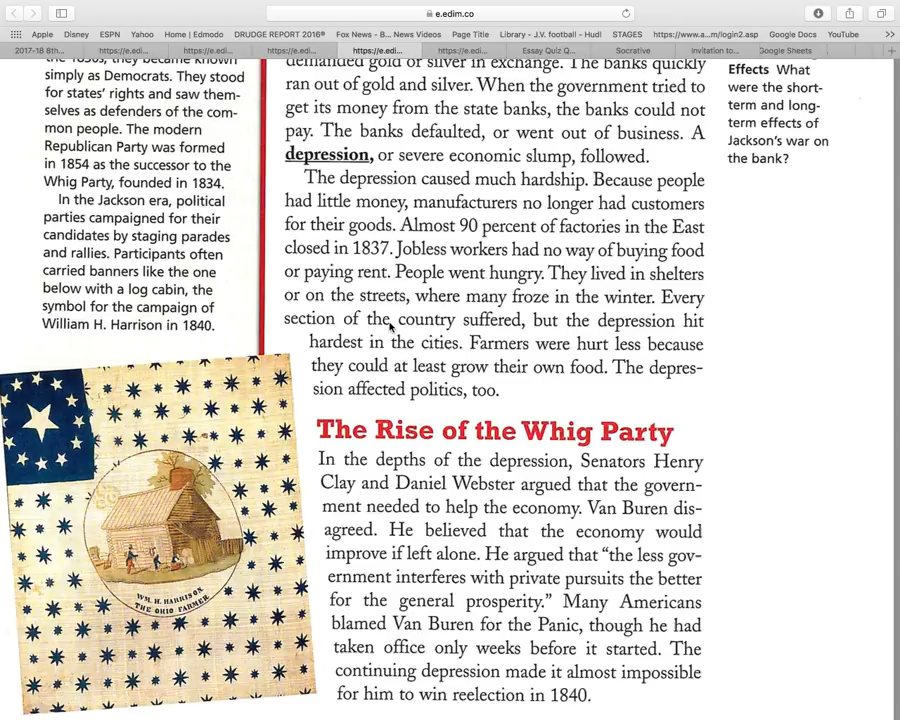 e.edim.co
Apple Disney ESPN Yahoo Home | Edmodo DRUDGE REPORT 2016® Fox News - B... News Videos Page Title Library - J.V. football - Hudl STAGES https://www.a...m/login2.asp Google Docs YouTube >>
2017-18 8th... https://e.edi... https://e.edi... https://e.edi... https://e.edi... https://e.edi... Essay Quiz Q... Socrative Invitation to... Google Sheets +
the 1830s, they became known
simply as Democrats. They stood
for states' rights and saw them-
selves as defenders of the com-
mon people. The modern
Republican Party was formed
in 1854 as the successor to the
Whig Party, founded in 1834.
In the Jackson era, political
parties campaigned for their
candidates by staging parades
and rallies. Participants often
carried banners like the one
below with a log cabin, the
symbol for the campaign of
William H. Harrison in 1840.
WM. H. HARRISON
THE OHIO FARMER
demanded gold or silver in exchange. The banks quickly
ran out of gold and silver. When the government tried to
get its money from the state banks, the banks could not
pay. The banks defaulted, or went out of business. A
depression, or severe economic slump, followed.
The depression caused much hardship. Because people
had little money, manufacturers no longer had customers
for their goods. Almost 90 percent of factories in the East
closed in 1837. Jobless workers had no way of buying food
or paying rent. People went hungry. They lived in shelters
or on the streets, where many froze in the winter. Every
section of the country suffered, but the depression hit
hardest in the cities. Farmers were hurt less because
they could at least grow their own food. The depres-
sion affected politics, too.
The Rise of the Whig Party
In the depths of the depression, Senators Henry
Clay and Daniel Webster argued that the govern-
ment needed to help the economy. Van Buren dis-
agreed. He believed that the economy would
improve if left alone. He argued that “the less gov-
ernment interferes with private pursuits the better
for the general prosperity.” Many Americans
blamed Van Buren for the Panic, though he had
taken office only weeks before it started. The
continuing depression made it almost impossible
for him to win reelection in 1840.
Effects What
were the short-
term and long-
term effects of
Jackson's war on
the bank?